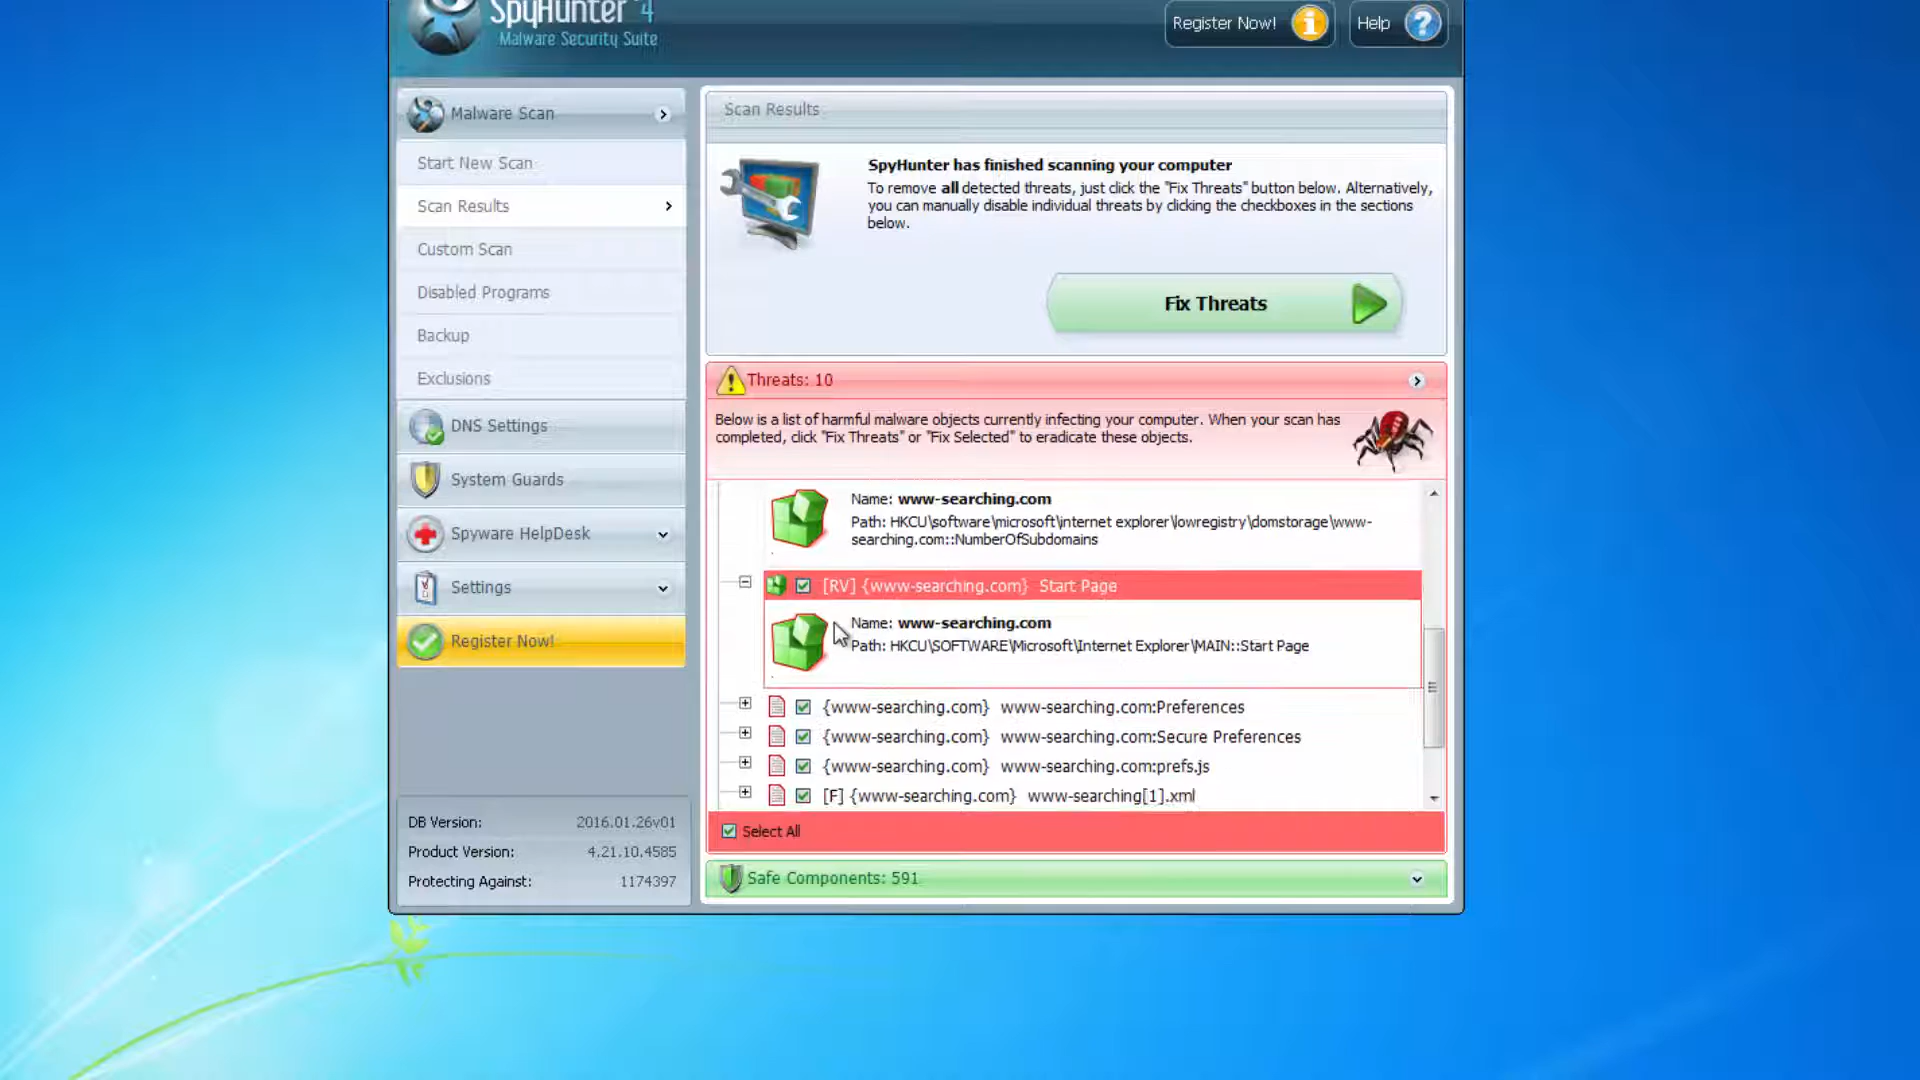 SpyHunter 4
Malware Security Suite
Register Now!
Help
Malware Scan
Start New Scan
Scan Results
Custom Scan
Disabled Programs
Backup
Exclusions
DNS Settings
System Guards
Spyware HelpDesk
Settings
Register Now!
DB Version: 2016.01.26v01
Product Version: 4.21.10.4585
Protecting Against: 1174397
Scan Results
SpyHunter has finished scanning your computer
To remove all detected threats, just click the "Fix Threats" button below. Alternatively,
you can manually disable individual threats by clicking the checkboxes in the sections
below.
Fix Threats
Threats: 10
Below is a list of harmful malware objects currently infecting your computer. When your scan has
completed, click "Fix Threats" or "Fix Selected" to eradicate these objects.
Name: www-searching.com
Path: HKCU\software\microsoft\internet explorer\lowregistry\domstorage\www-
searching.com::NumberOfSubdomains
[RV] {www-searching.com} Start Page
Name: www-searching.com
Path: HKCU\SOFTWARE\Microsoft\Internet Explorer\MAIN::Start Page
{www-searching.com} www-searching.com:Preferences
{www-searching.com} www-searching.com:Secure Preferences
{www-searching.com} www-searching.com:prefs.js
[F] {www-searching.com} www-searching[1].xml
Select All
Safe Components: 591